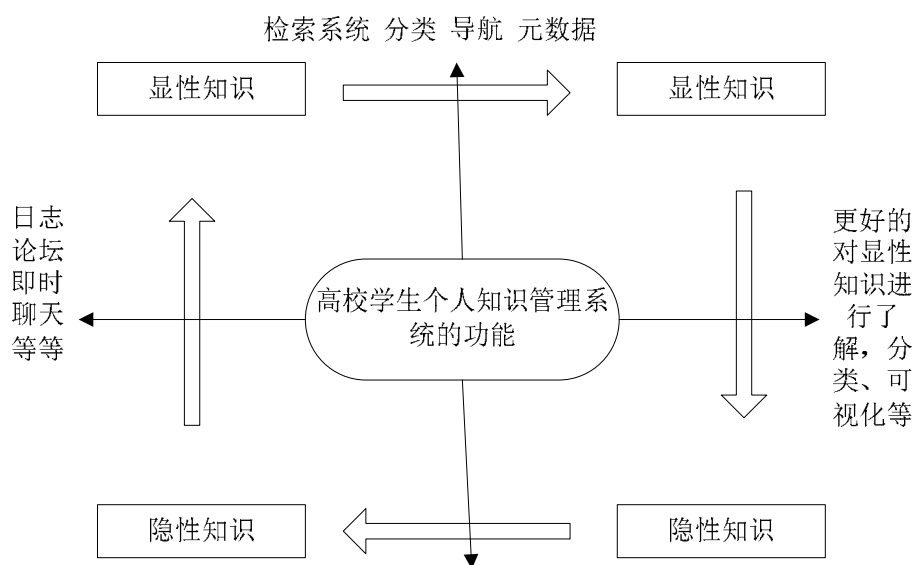 检索系统 分类 导航 元数据
显性知识
显性知识
日志
论坛
即时
聊天
等等
高校学生个人知识管理系
统的功能
更好的
对显性
知识进
行了
解，分
类、可
视化等
隐性知识
隐性知识